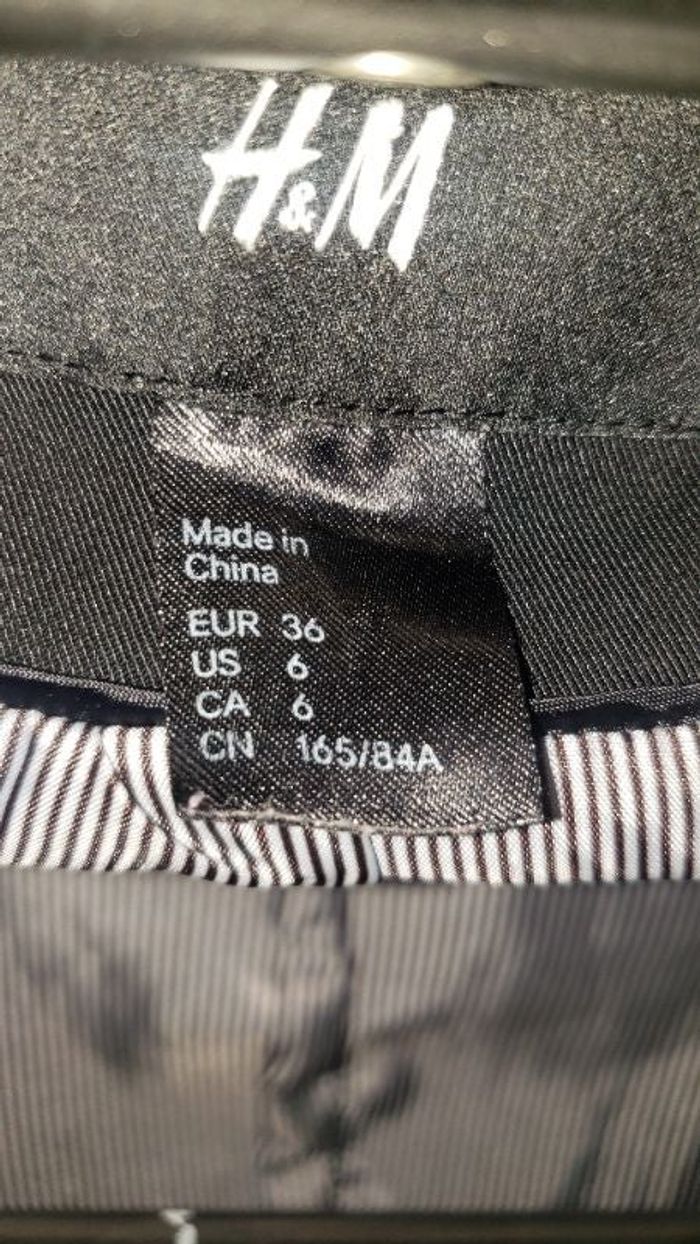 H&M
Made in
China
EUR 36
US 6
CA 6
CN 165/84A